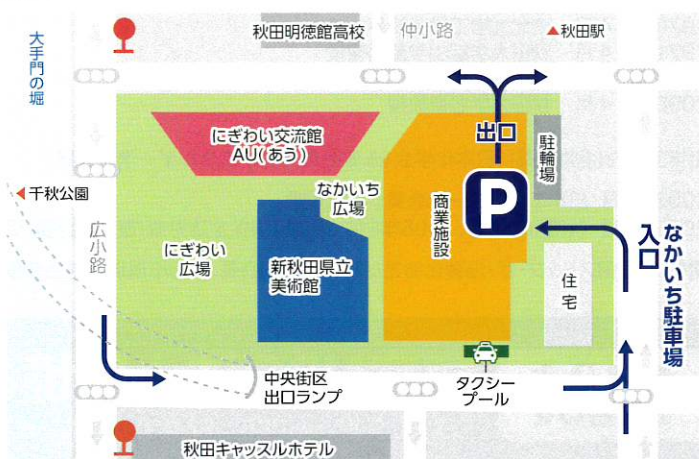 秋田明徳館高校
仲小路
▲秋田駅
大手門の堀
にぎわい交流館
AU(あう)
出口
駐輪場
P
◀千秋公園
なかいち
広場
商業施設
広小路
にぎわい
広場
新秋田県立
美術館
住宅
なかいち駐車場
入口
中央街区
出口ランプ
タクシー
プール
秋田キャッスルホテル